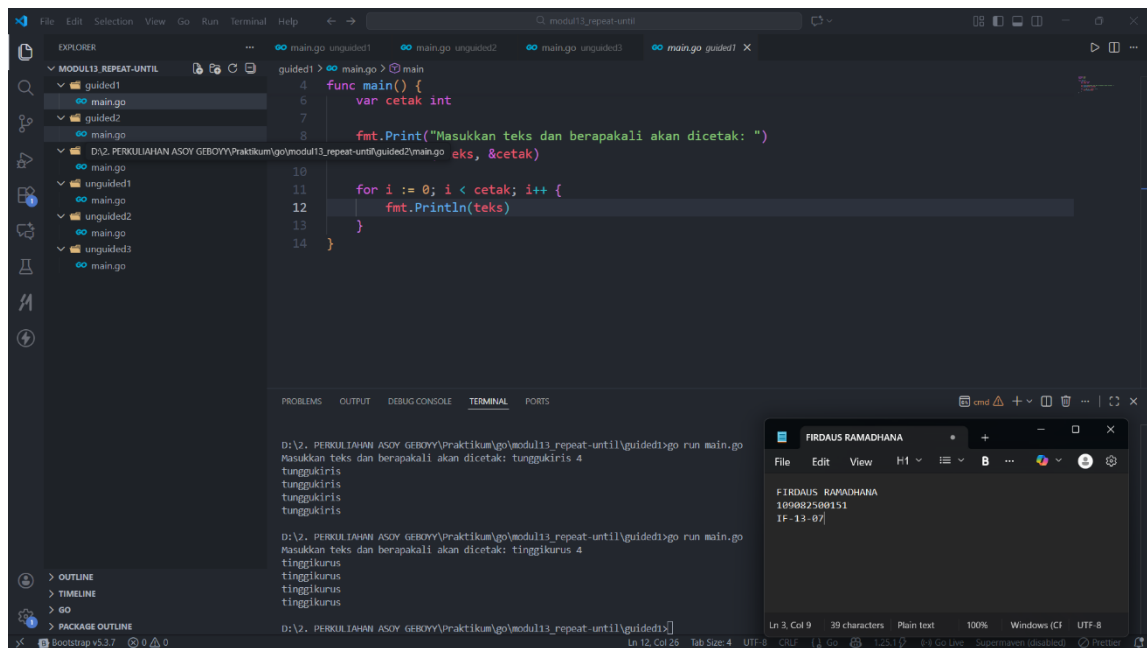 File Edit Selection View Go Run Terminal Help
modul13_repeat-until
EXPLORER
MODUL13_REPEAT-UNTIL
guided1
main.go
guided2
main.go
D:\2. PERKULIAHAN ASOY GEBOYY\Praktikum\go\modul13_repeat-until\guided2\main.go
main.go
unguided1
main.go
unguided2
main.go
unguided3
main.go
OUTLINE
TIMELINE
GO
PACKAGE OUTLINE
main.go unguided1 main.go unguided2 main.go unguided3 main.go guided1
guided1 > main.go > main
4 func main() {
6 var cetak int
7
8 fmt.Print("Masukkan teks dan berapakali akan dicetak: ")
eks, &cetak)
10
11 for i := 0; i < cetak; i++ {
12 fmt.Println(teks)
13 }
14 }
PROBLEMS OUTPUT DEBUG CONSOLE TERMINAL PORTS
cmd
D:\2. PERKULIAHAN ASOY GEBOYY\Praktikum\go\modul13_repeat-until\guided1>go run main.go
Masukkan teks dan berapakali akan dicetak: tunggukiris 4
tunggukiris
tunggukiris
tunggukiris
tunggukiris
D:\2. PERKULIAHAN ASOY GEBOYY\Praktikum\go\modul13_repeat-until\guided1>go run main.go
Masukkan teks dan berapakali akan dicetak: tinggikurus 4
tinggikurus
tinggikurus
tinggikurus
tinggikurus
D:\2. PERKULIAHAN ASOY GEBOYY\Praktikum\go\modul13_repeat-until\guided1>
FIRDAUS RAMADHANA
File Edit View H1 B
FIRDAUS RAMADHANA
109082500151
IF-13-07
Ln 3, Col 9 39 characters Plain text 100% Windows (CF UTF-8
Bootstrap v5.3.7 0 0 Ln 12, Col 26 Tab Size: 4 UTF-8 CRLF Go 1.25.1 Go Live Supermaven (disabled) Prettier